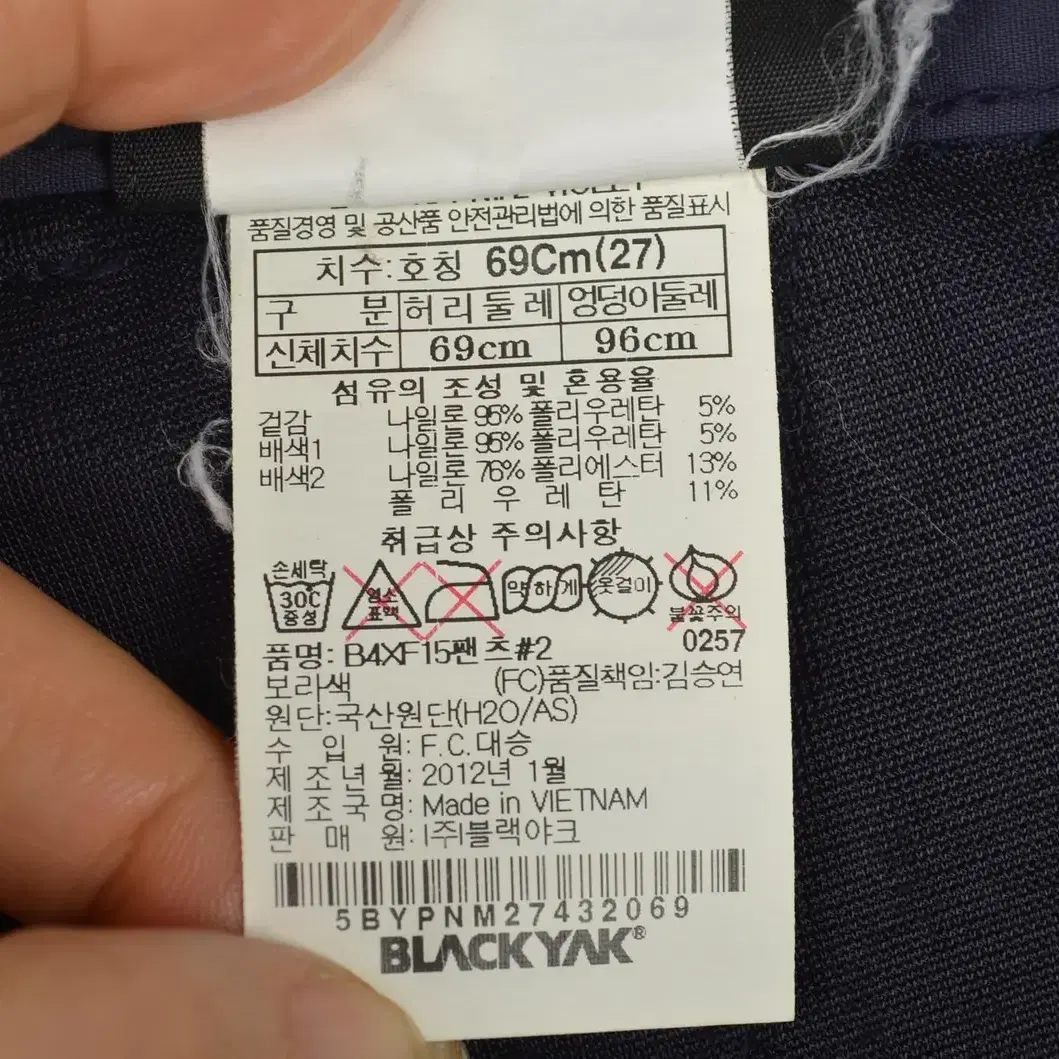 품질경영 및 공산품 안전관리법에 의한 품질표시
치수:호칭 69Cm(27)
구 분 허리둘레 엉덩이둘레
신체치수 69cm 96cm
섬유의 조성 및 혼용율
겉감 나일론 95% 폴리우레탄 5%
배색1 나일론 95% 폴리우레탄 5%
배색2 나일론 76% 폴리에스터 13%
폴 리 우 레 탄 11%
취급상 주의사항
손세탁 30℃ 중성 염소 표백 약하게 옷걸이 불꽃주의
0257
품명: B4XF15팬츠#2
보라색 (FC)품질책임:김승연
원단:국산원단(H2O/AS)
수 입 원: F.C.대승
제 조 년 월: 2012년 1월
제 조 국 명: Made in VIETNAM
판 매 원: (주)블랙야크
5BYPNM27432069
BLACKYAK®